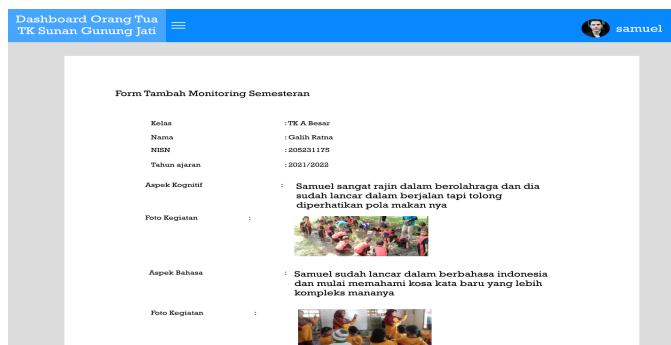 Dashboard Orang Tua
TK Sunan Gunung Jati
samuel
Form Tambah Monitoring Semesteran
Kelas : TK A Besar
Nama : Galih Ratna
NISN : 205231175
Tahun ajaran : 2021/2022
Aspek Kognitif : Samuel sangat rajin dalam berolahraga dan dia
sudah lancar dalam berjalan tapi tolong
diperhatikan pola makan nya
Foto Kegiatan :
Aspek Bahasa : Samuel sudah lancar dalam berbahasa indonesia
dan mulai memahami kosa kata baru yang lebih
kompleks mananya
Foto Kegiatan :